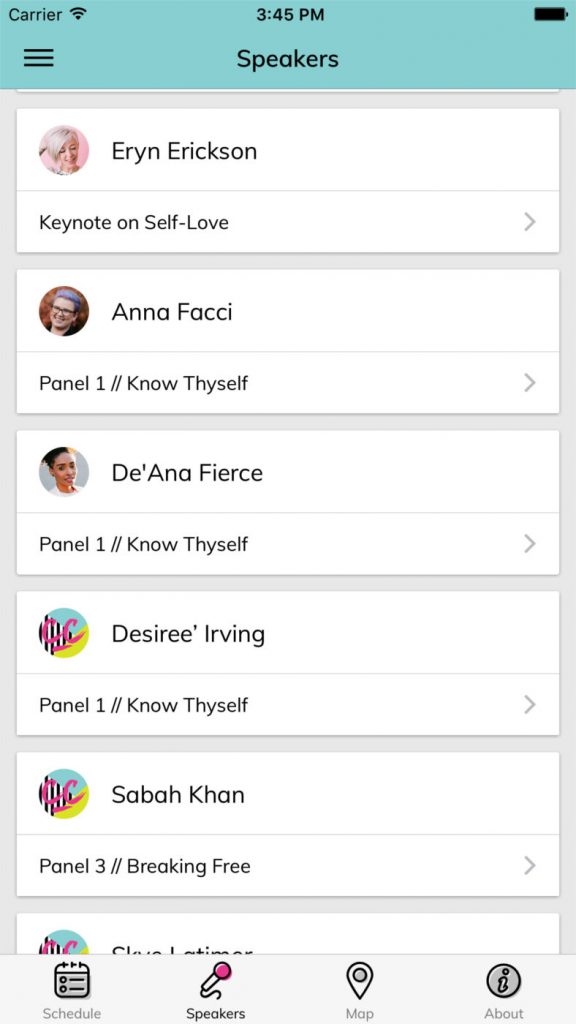 Carrier 3:45 PM
Speakers
Eryn Erickson
Keynote on Self-Love
Anna Facci
Panel 1 // Know Thyself
De'Ana Fierce
Panel 1 // Know Thyself
Desiree’ Irving
Panel 1 // Know Thyself
Sabah Khan
Panel 3 // Breaking Free
Skye Latimer
Schedule Speakers Map About